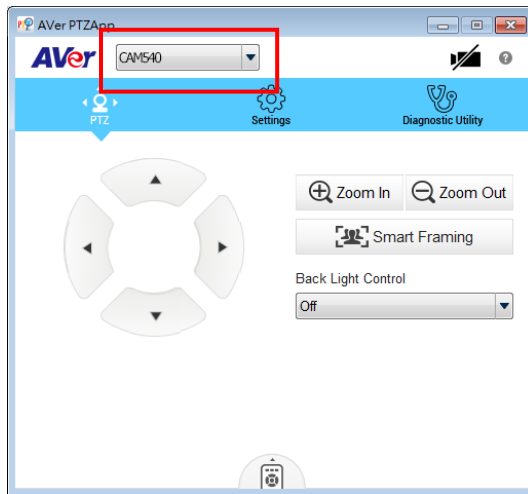 AVer PTZApp
AVer CAM540 ?
PTZ Settings Diagnostic Utility
Zoom In Zoom Out
Smart Framing
Back Light Control
Off